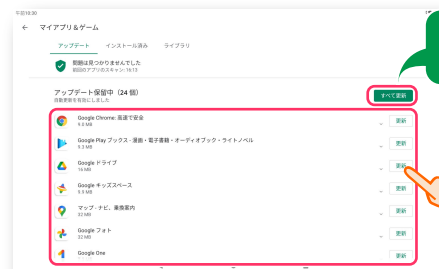 午前10:30
← マイアプリ＆ゲーム
アップデート インストール済み ライブラリ
問題は見つかりませんでした
前回のアプリのスキャン: 16:13
アップデート保留中（24 個）
自動更新を有効にしました
すべて更新
Google Chrome: 高速で安全
9.0 MB
更新
Google Play ブックス - 漫画・電子書籍・オーディオブック・ライトノベル
9.3 MB
更新
Google ドライブ
16 MB
更新
Google キッズスペース
9.9 MB
更新
マップ - ナビ、乗換案内
32 MB
更新
Google フォト
32 MB
更新
Google One
更新